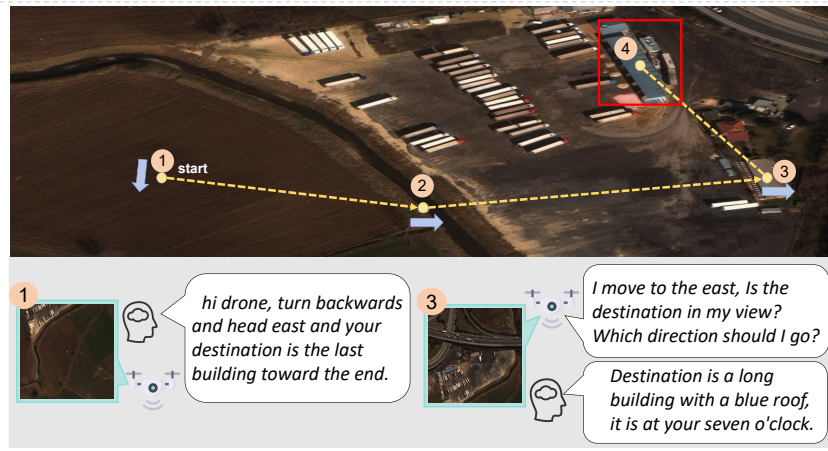 4
1
start
2
3
1
hi drone, turn backwards
and head east and your
destination is the last
building toward the end.
3
I move to the east, Is the
destination in my view?
Which direction should I go?
Destination is a long
building with a blue roof,
it is at your seven o'clock.